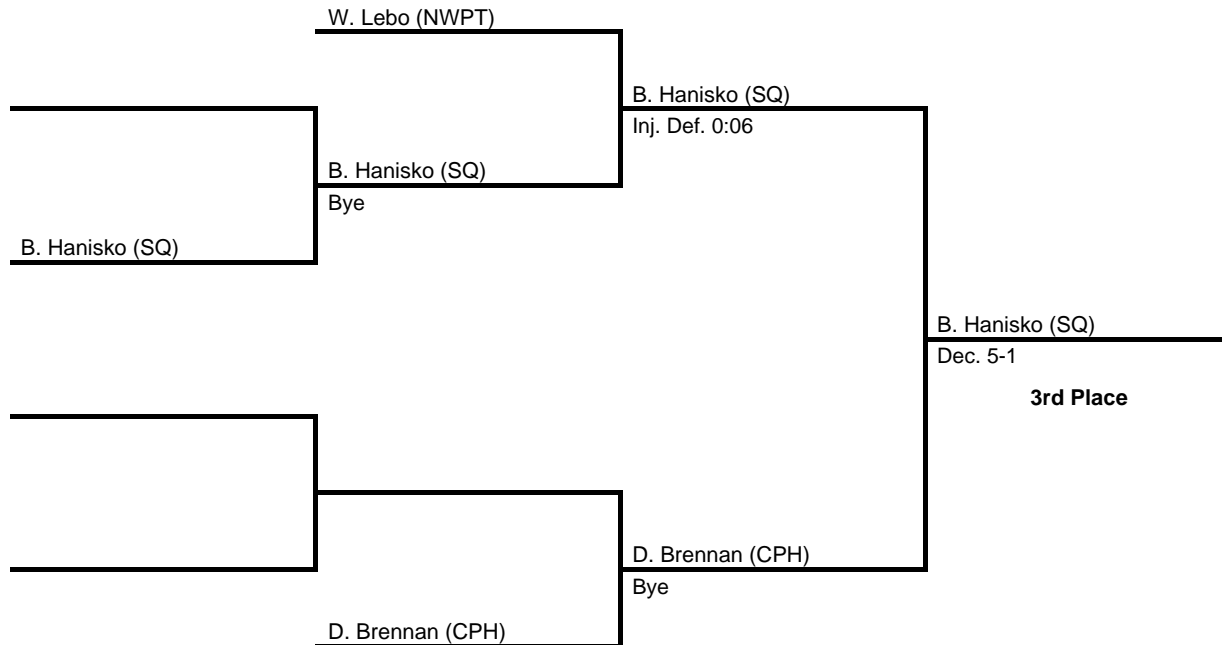 W. Lebo (NWPT)
B. Hanisko (SQ)
Inj. Def. 0:06
B. Hanisko (SQ)
Bye
B. Hanisko (SQ)
B. Hanisko (SQ)
Dec. 5-1
3rd Place
D. Brennan (CPH)
Bye
D. Brennan (CPH)